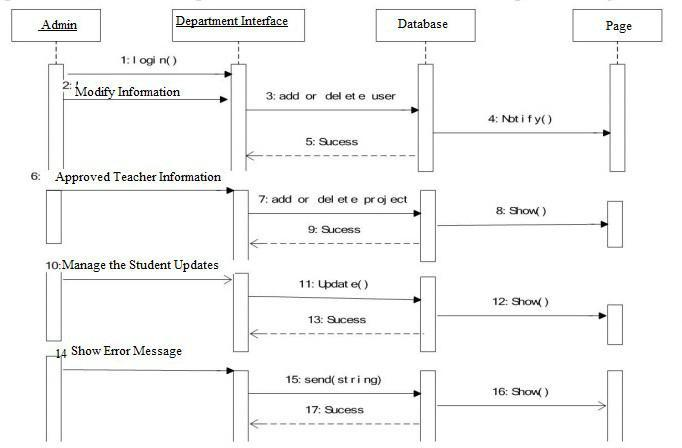 Admin
Department Interface
Database
Page
1: login()
2: Modify Information
3: add or delete user
4: Notify()
5: Sucess
6: Approved Teacher Information
7: add or delete project
8: Show()
9: Sucess
10:Manage the Student Updates
11: Update()
12: Show()
13: Sucess
14 Show Error Message
15: send(string)
16: Show()
17: Sucess